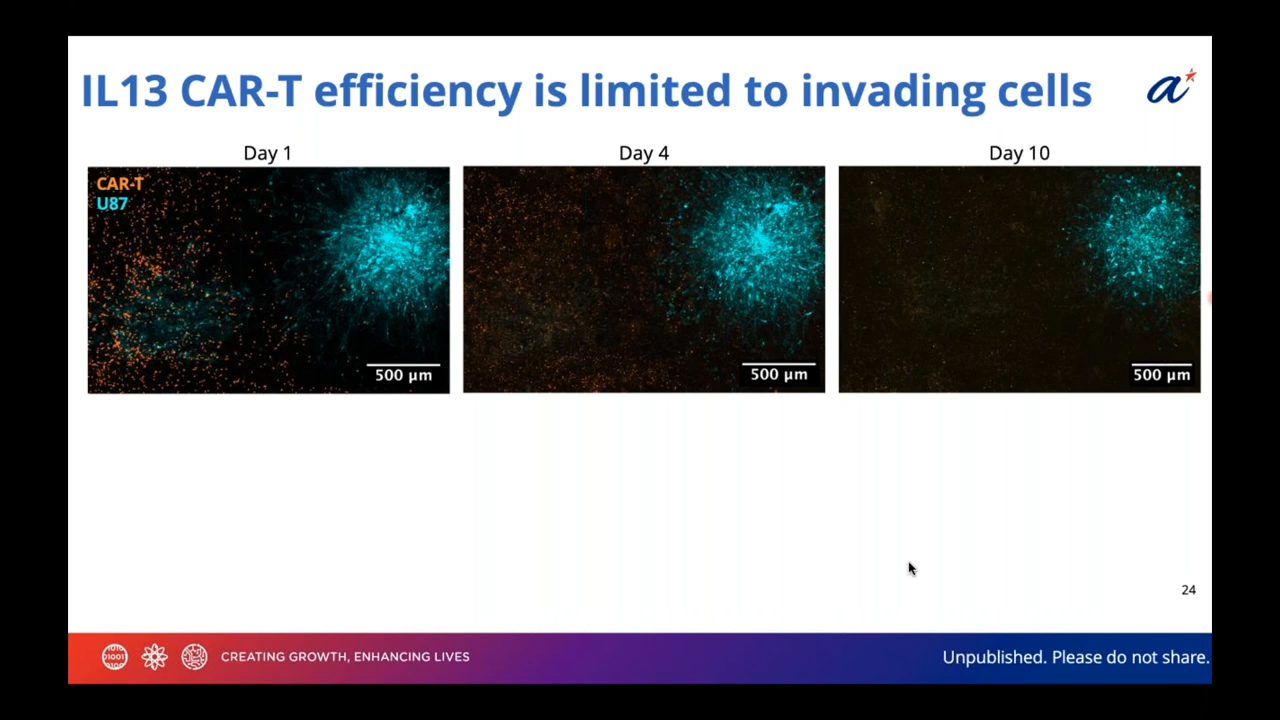 IL13 CAR-T efficiency is limited to invading cells
a
Day 1
Day 4
Day 10
CAR-T
U87
500 µm
500 µm
500 µm
24
CREATING GROWTH, ENHANCING LIVES
Unpublished. Please do not share.